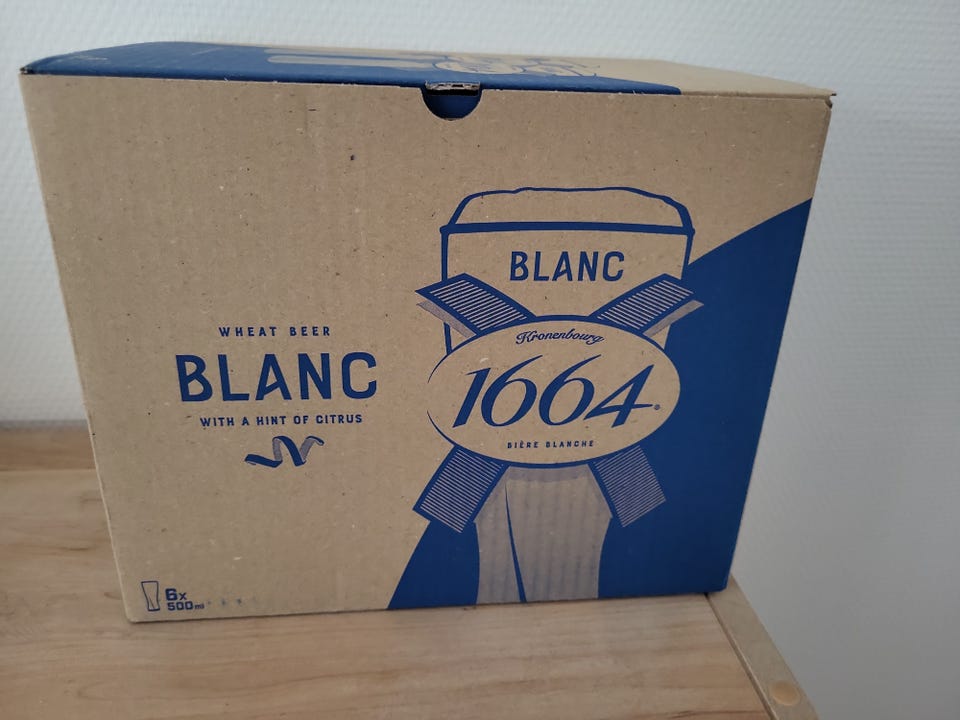 WHEAT BEER
BLANC
WITH A HINT OF CITRUS
BLANC
Kronenbourg
1664
BIÈRE BLANCHE
6x
500ml